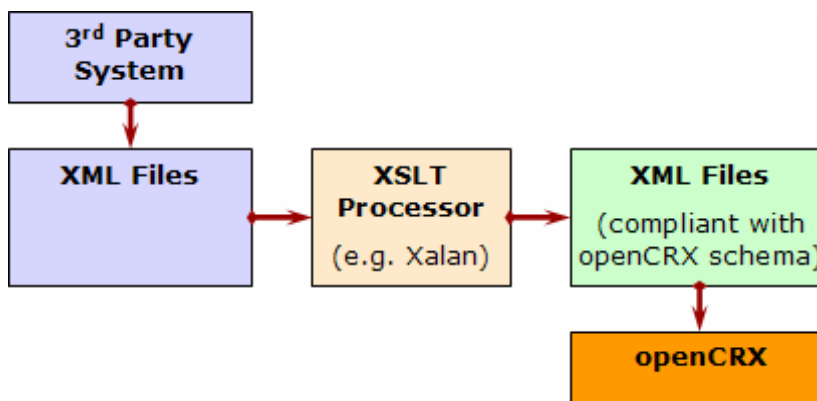 3rd Party
System
XML Files
XSLT
Processor
(e.g. Xalan)
XML Files
(compliant with
openCRX schema)
openCRX